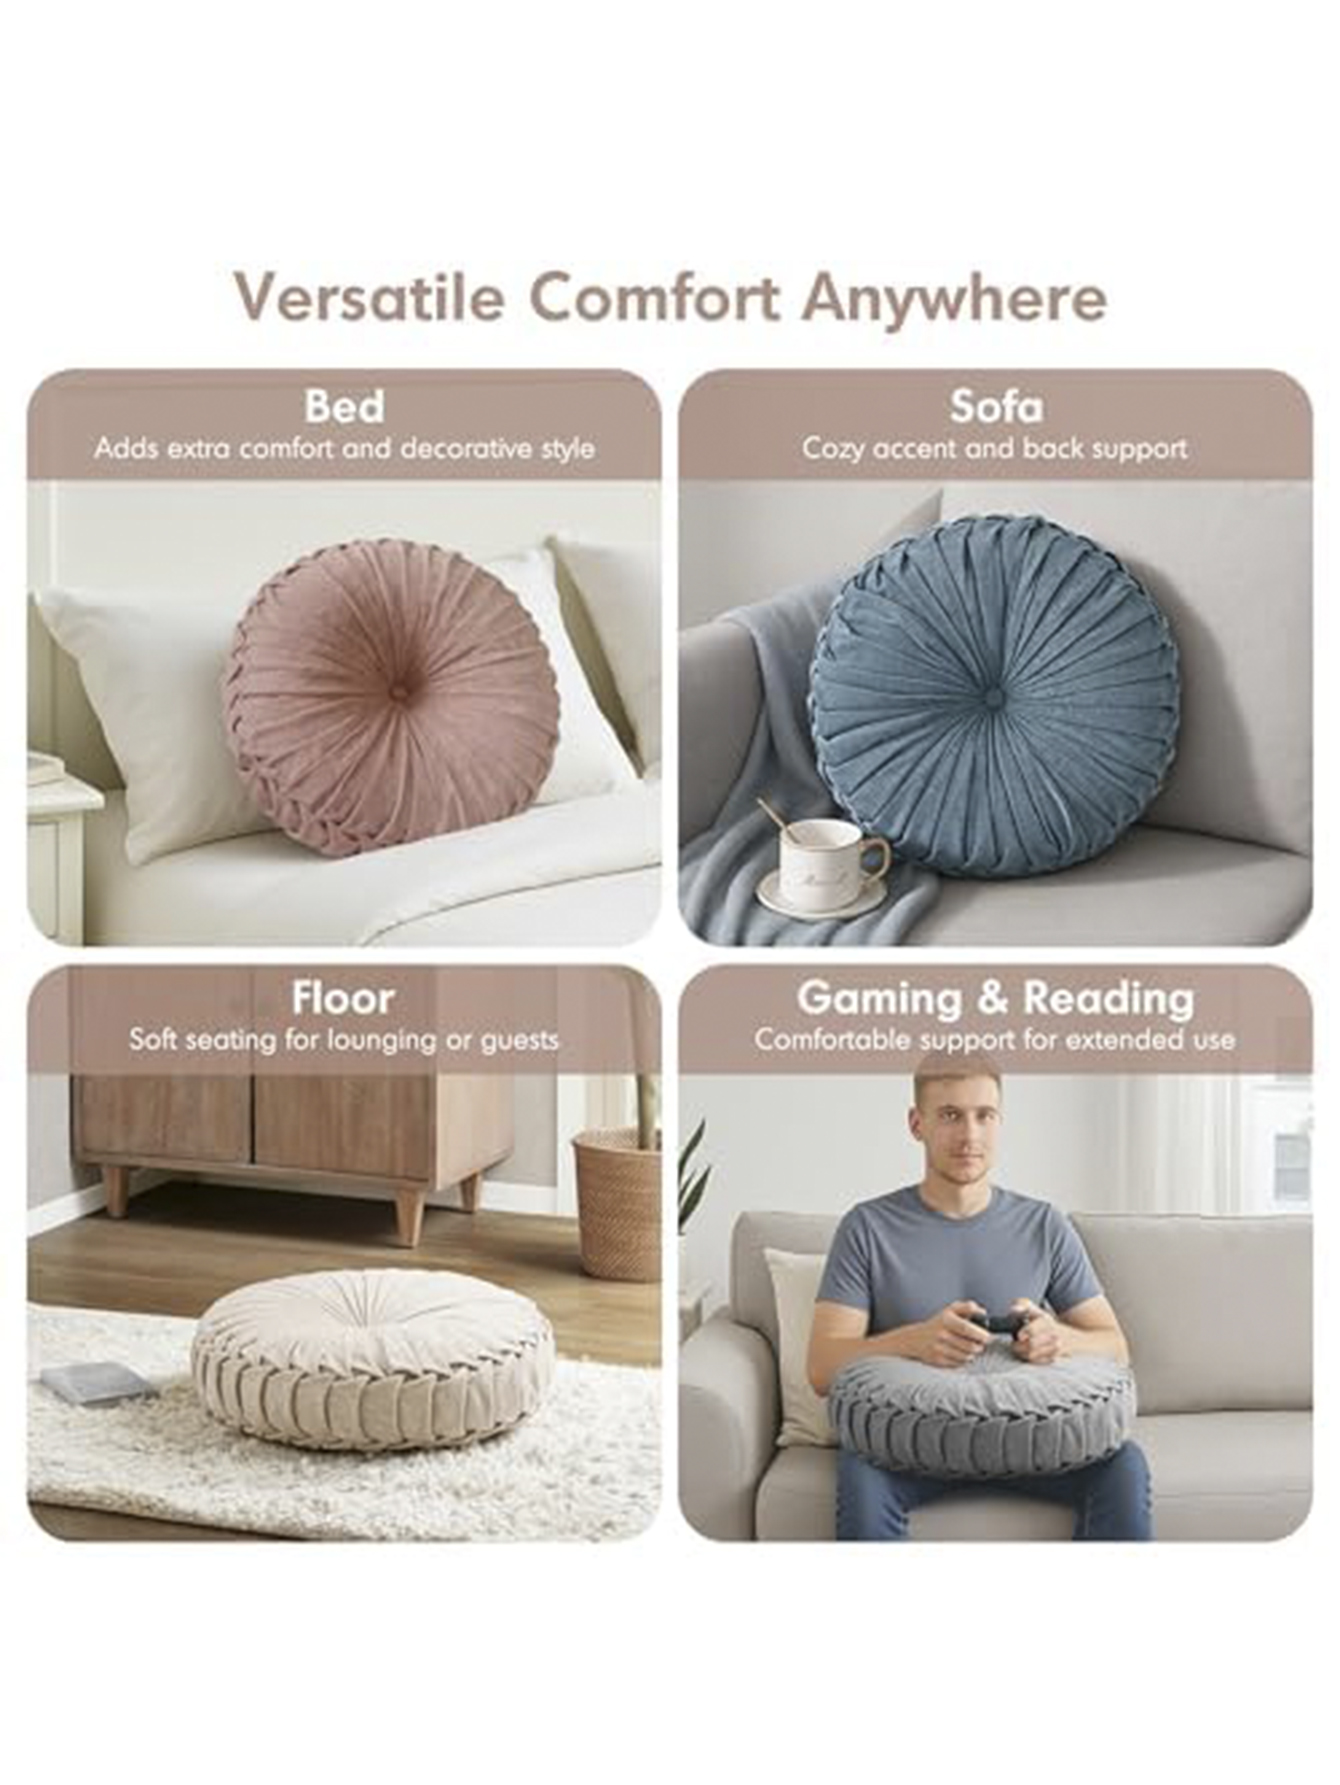 Versatile Comfort Anywhere
Bed
Adds extra comfort and decorative style
Sofa
Cozy accent and back support
Floor
Soft seating for lounging or guests
Gaming & Reading
Comfortable support for extended use